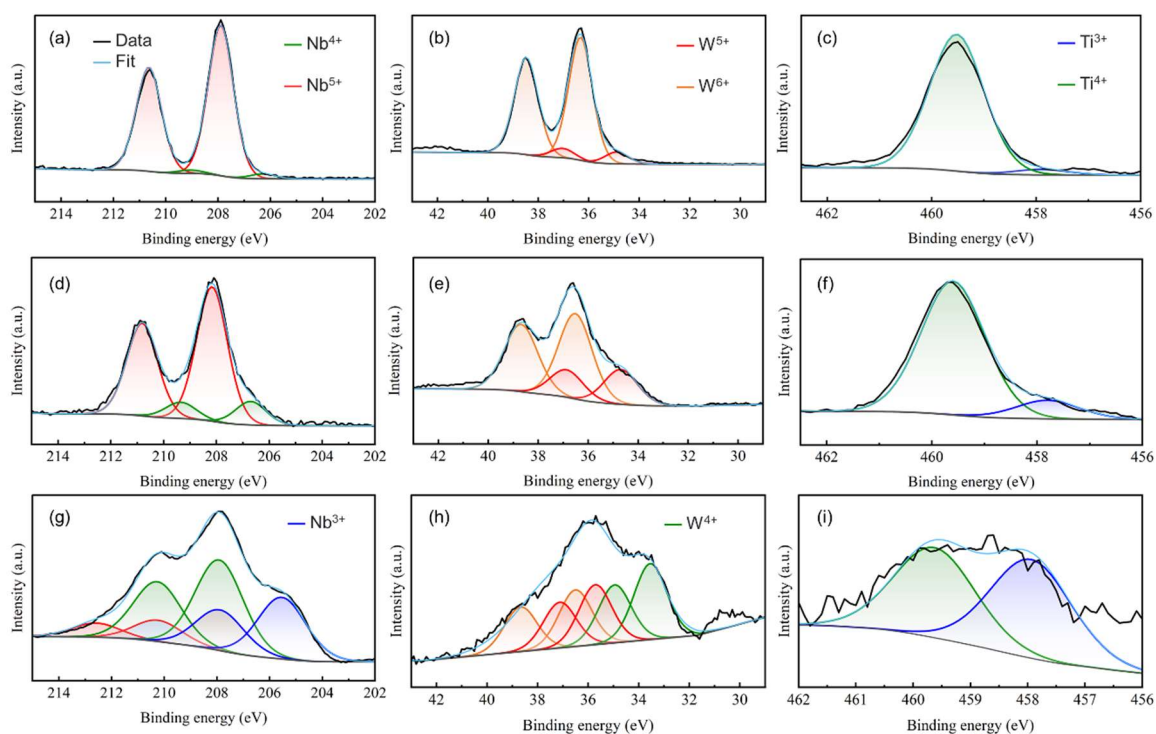 (a)
Data
Fit
Nb⁴⁺
Nb⁵⁺
Intensity (a.u.)
214 212 210 208 206 204 202
Binding energy (eV)
(b)
W⁵⁺
W⁶⁺
Intensity (a.u.)
42 40 38 36 34 32 30
Binding energy (eV)
(c)
Ti³⁺
Ti⁴⁺
Intensity (a.u.)
462 460 458 456
Binding energy (eV)
(d)
Intensity (a.u.)
214 212 210 208 206 204 202
Binding energy (eV)
(e)
Intensity (a.u.)
42 40 38 36 34 32 30
Binding energy (eV)
(f)
Intensity (a.u.)
462 460 458 456
Binding energy (eV)
(g)
Nb³⁺
Intensity (a.u.)
214 212 210 208 206 204 202
Binding energy (eV)
(h)
W⁴⁺
Intensity (a.u.)
42 40 38 36 34 32 30
Binding energy (eV)
(i)
Intensity (a.u.)
462 461 460 459 458 457 456
Binding energy (eV)